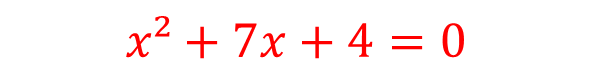 x² + 7x + 4 = 0